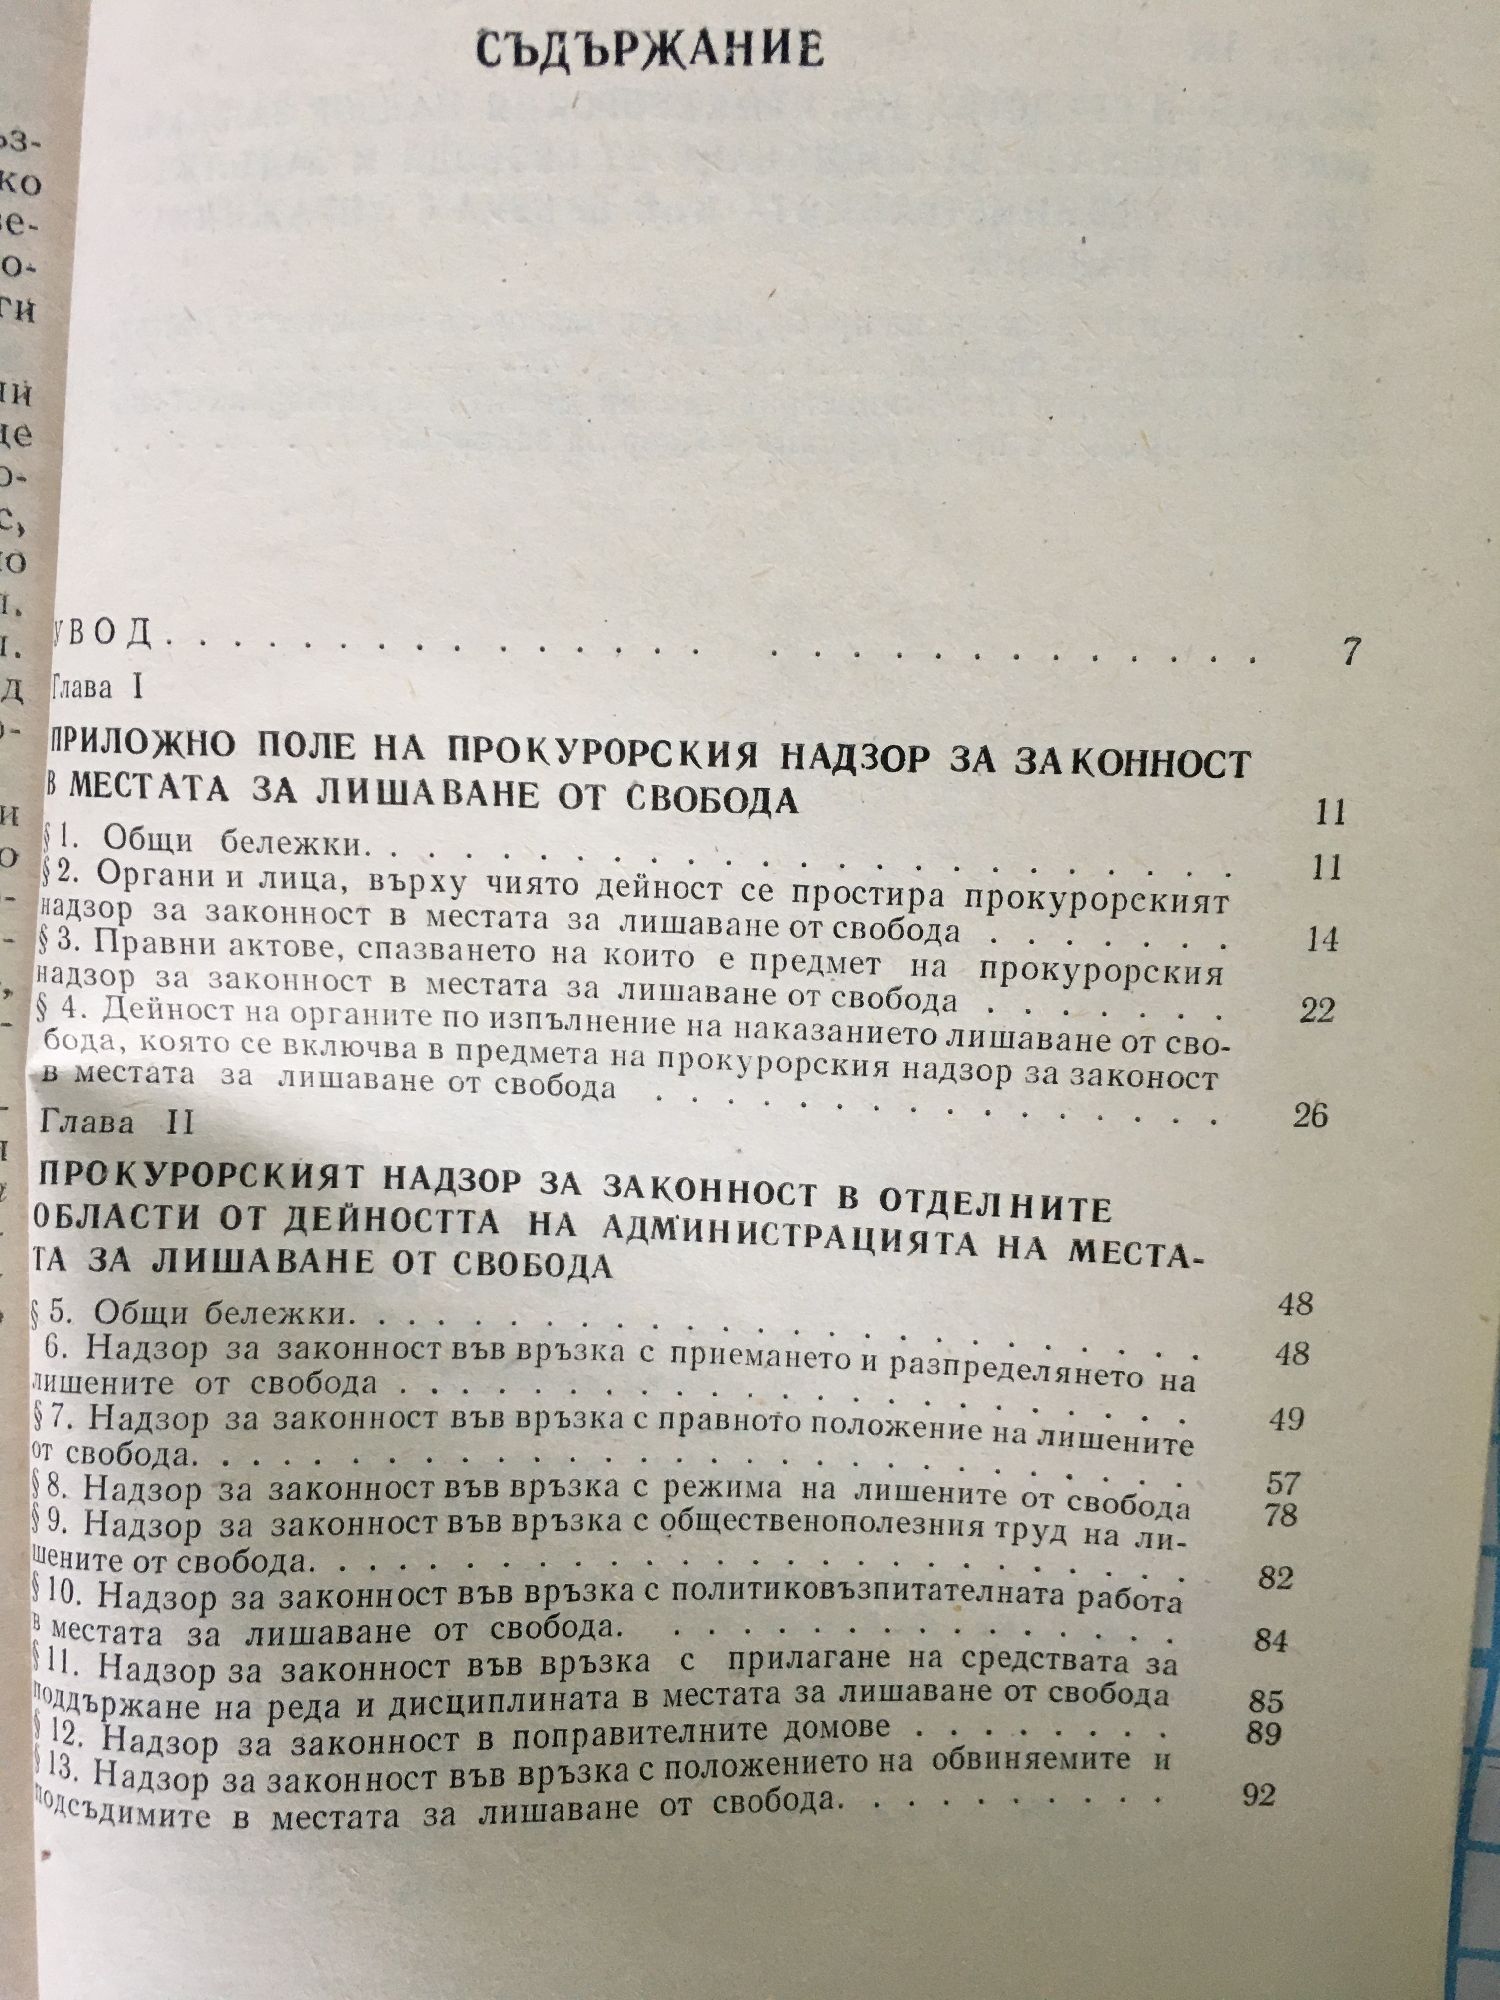 СЪДЪРЖАНИЕ
УВОД. . . . . . . . . . . . . . . . . . . . . . . . . . . . 7
Глава I
ПРИЛОЖНО ПОЛЕ НА ПРОКУРОРСКИЯ НАДЗОР ЗА ЗАКОННОСТ
В МЕСТАТА ЗА ЛИШАВАНЕ ОТ СВОБОДА 11
§ 1. Общи бележки. . . . . . . . . . . . . . . . . . . . . 11
§ 2. Органи и лица, върху чиято дейност се простира прокурорският
надзор за законност в местата за лишаване от свобода . . . . . . . 14
§ 3. Правни актове, спазването на които е предмет на прокурорския
надзор за законност в местата за лишаване от свобода . . . . . . . 22
§ 4. Дейност на органите по изпълнение на наказанието лишаване от сво-
бода, която се включва в предмета на прокурорския надзор за законост
в местата за лишаване от свобода . . . . . . . . . . . . . . . . 26
Глава II
ПРОКУРОРСКИЯТ НАДЗОР ЗА ЗАКОННОСТ В ОТДЕЛНИТЕ
ОБЛАСТИ ОТ ДЕЙНОСТТА НА АДМИНИСТРАЦИЯТА НА МЕСТА-
ТА ЗА ЛИШАВАНЕ ОТ СВОБОДА 48
§ 5. Общи бележки. . . . . . . . . . . . . . . . . . . . . 48
6. Надзор за законност във връзка с приемането и разпределянето на
лишените от свобода . . . . . . . . . . . . . . . . . . . . 49
§ 7. Надзор за законност във връзка с правното положение на лишените
от свобода. . . . . . . . . . . . . . . . . . . . . . . . . 57
§ 8. Надзор за законност във връзка с режима на лишените от свобода 78
§ 9. Надзор за законност във връзка с общественополезния труд на ли-
шените от свобода. . . . . . . . . . . . . . . . . . . . . . 82
§ 10. Надзор за законност във връзка с политиковъзпитателната работа
в местата за лишаване от свобода. . . . . . . . . . . . . . . . 84
§ 11. Надзор за законност във връзка с прилагане на средствата за
поддържане на реда и дисциплината в местата за лишаване от свобода 85
§ 12. Надзор за законност в поправителните домове . . . . . . . . 89
§ 13. Надзор за законност във връзка с положението на обвиняемите и
подсъдимите в местата за лишаване от свобода. . . . . . . . . . 92